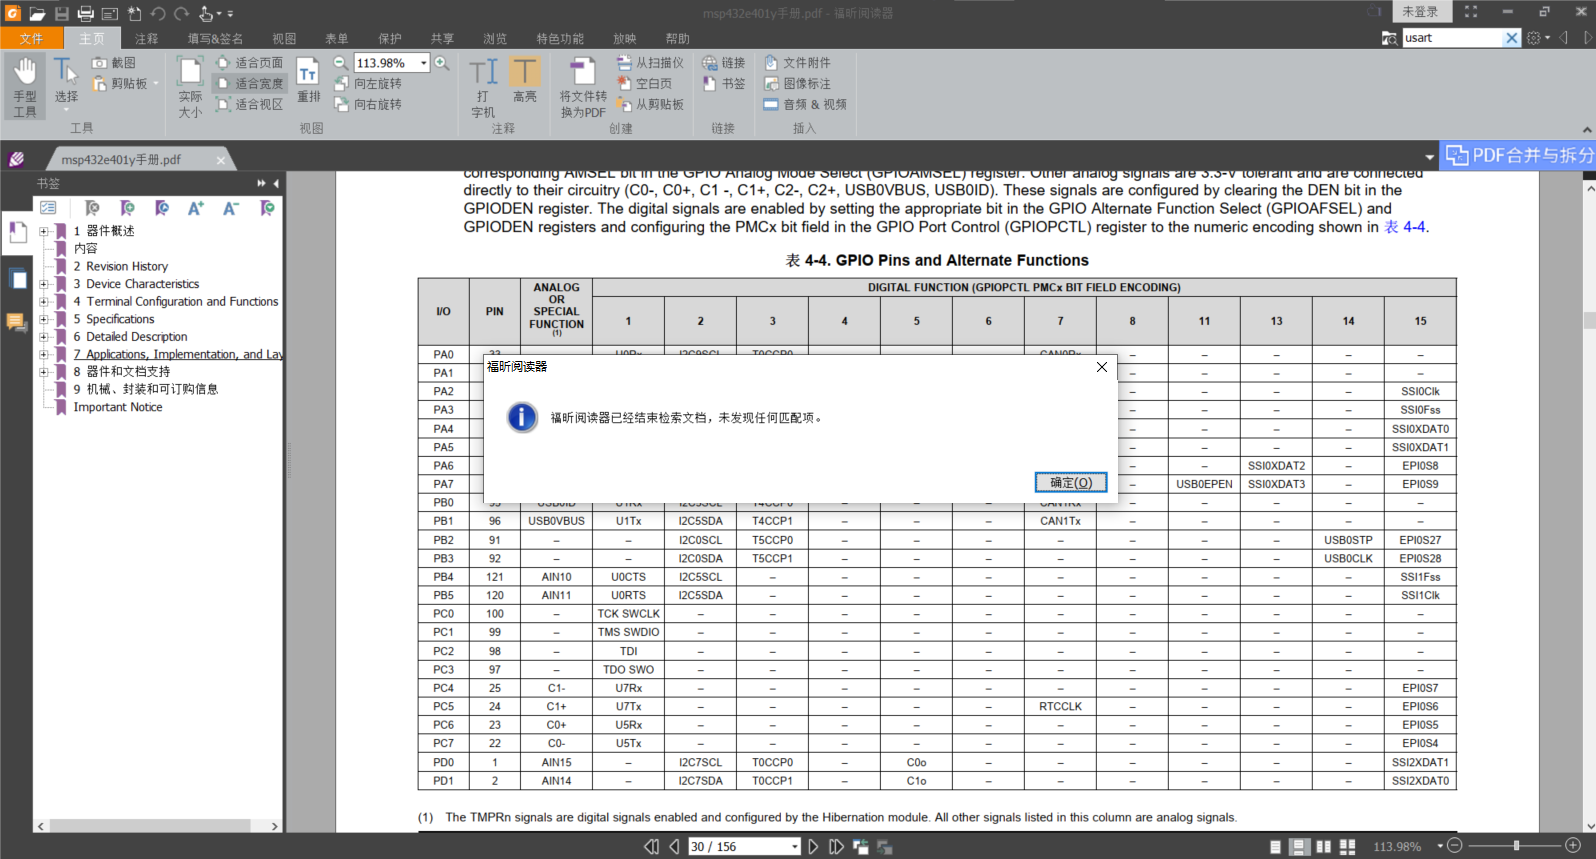 msp432e401y手册.pdf - 福昕阅读器
未登录
文件 主页 注释 填写&签名 视图 表单 保护 共享 浏览 特色功能 放映 帮助
usart
手型工具
选择
截图
剪贴板
工具
实际大小
适合页面
适合宽度
适合视区
重排
113.98%
向左旋转
向右旋转
视图
打字机
高亮
注释
将文件转换为PDF
从扫描仪
空白页
从剪贴板
创建
链接
书签
链接
文件附件
图像标注
音频 & 视频
插入
msp432e401y手册.pdf
PDF合并与拆分
书签
1 器件概述
内容
2 Revision History
3 Device Characteristics
4 Terminal Configuration and Functions
5 Specifications
6 Detailed Description
7 Applications, Implementation, and Lay
8 器件和文档支持
9 机械、封装和可订购信息
Important Notice
corresponding AMSEL bit in the GPIO Analog Mode Select (GPIOAMSEL) register. Other analog signals are 3.3-V tolerant and are connected
directly to their circuitry (C0-, C0+, C1 -, C1+, C2-, C2+, USB0VBUS, USB0ID). These signals are configured by clearing the DEN bit in the
GPIODEN register. The digital signals are enabled by setting the appropriate bit in the GPIO Alternate Function Select (GPIOAFSEL) and
GPIODEN registers and configuring the PMCx bit field in the GPIO Port Control (GPIOPCTL) register to the numeric encoding shown in 表 4-4.
表 4-4. GPIO Pins and Alternate Functions
I/O PIN ANALOG OR SPECIAL FUNCTION (1) DIGITAL FUNCTION (GPIOPCTL PMCx BIT FIELD ENCODING)
1 2 3 4 5 6 7 8 11 13 14 15
PA0 33 U0Rx I2C9SCL T0CCP0 CAN0Rx – – – – –
PA1 – – – – –
PA2 – – – – SSI0Clk
PA3 – – – – SSI0Fss
PA4 – – – – SSI0XDAT0
PA5 – – – – SSI0XDAT1
PA6 – – SSI0XDAT2 – EPI0S8
PA7 – USB0EPEN SSI0XDAT3 – EPI0S9
福昕阅读器
福昕阅读器已经结束检索文档，未发现任何匹配项。
确定(O)
PB0 95 USB0ID U1Rx I2C5SCL T4CCP0 – – – CAN1Rx – – – – –
PB1 96 USB0VBUS U1Tx I2C5SDA T4CCP1 – – – CAN1Tx – – – – –
PB2 91 – – I2C0SCL T5CCP0 – – – – – – – USB0STP EPI0S27
PB3 92 – – I2C0SDA T5CCP1 – – – – – – – USB0CLK EPI0S28
PB4 121 AIN10 U0CTS I2C5SCL – – – – – – – – – SSI1Fss
PB5 120 AIN11 U0RTS I2C5SDA – – – – – – – – – SSI1Clk
PC0 100 – TCK SWCLK – – – – – – – – – – –
PC1 99 – TMS SWDIO – – – – – – – – – – –
PC2 98 – TDI – – – – – – – – – – –
PC3 97 – TDO SWO – – – – – – – – – – –
PC4 25 C1- U7Rx – – – – – – – – – – EPI0S7
PC5 24 C1+ U7Tx – – – – – RTCCLK – – – – EPI0S6
PC6 23 C0+ U5Rx – – – – – – – – – – EPI0S5
PC7 22 C0- U5Tx – – – – – – – – – – EPI0S4
PD0 1 AIN15 – I2C7SCL T0CCP0 – C0o – – – – – – SSI2XDAT1
PD1 2 AIN14 – I2C7SDA T0CCP1 – C1o – – – – – – SSI2XDAT0
(1) The TMPRn signals are digital signals enabled and configured by the Hibernation module. All other signals listed in this column are analog signals.
30 / 156
113.98%